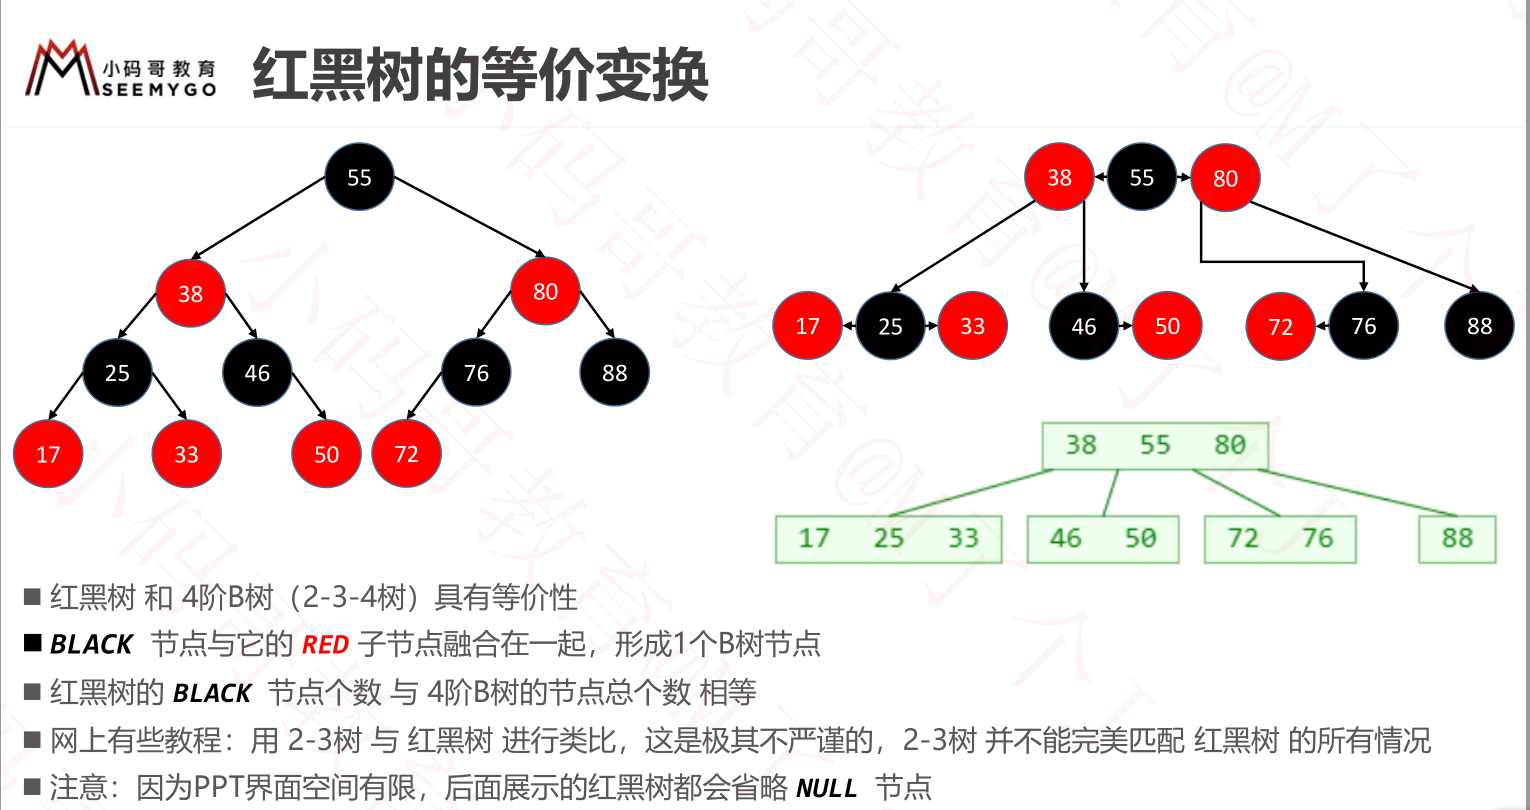 小码哥教育
SEEMYGO
红黑树的等价变换
55
38
80
25
46
76
88
17
33
50
72
38 55 80
17 25 33 46 50 72 76 88
38 55 80
17 25 33
46 50
72 76
88
■ 红黑树 和 4阶B树（2-3-4树）具有等价性
■ BLACK 节点与它的 RED 子节点融合在一起，形成1个B树节点
■ 红黑树的 BLACK 节点个数 与 4阶B树的节点总个数 相等
■ 网上有些教程：用 2-3树 与 红黑树 进行类比，这是极其不严谨的，2-3树 并不能完美匹配 红黑树 的所有情况
■ 注意：因为PPT界面空间有限，后面展示的红黑树都会省略 NULL 节点
小码哥教育@M了个J